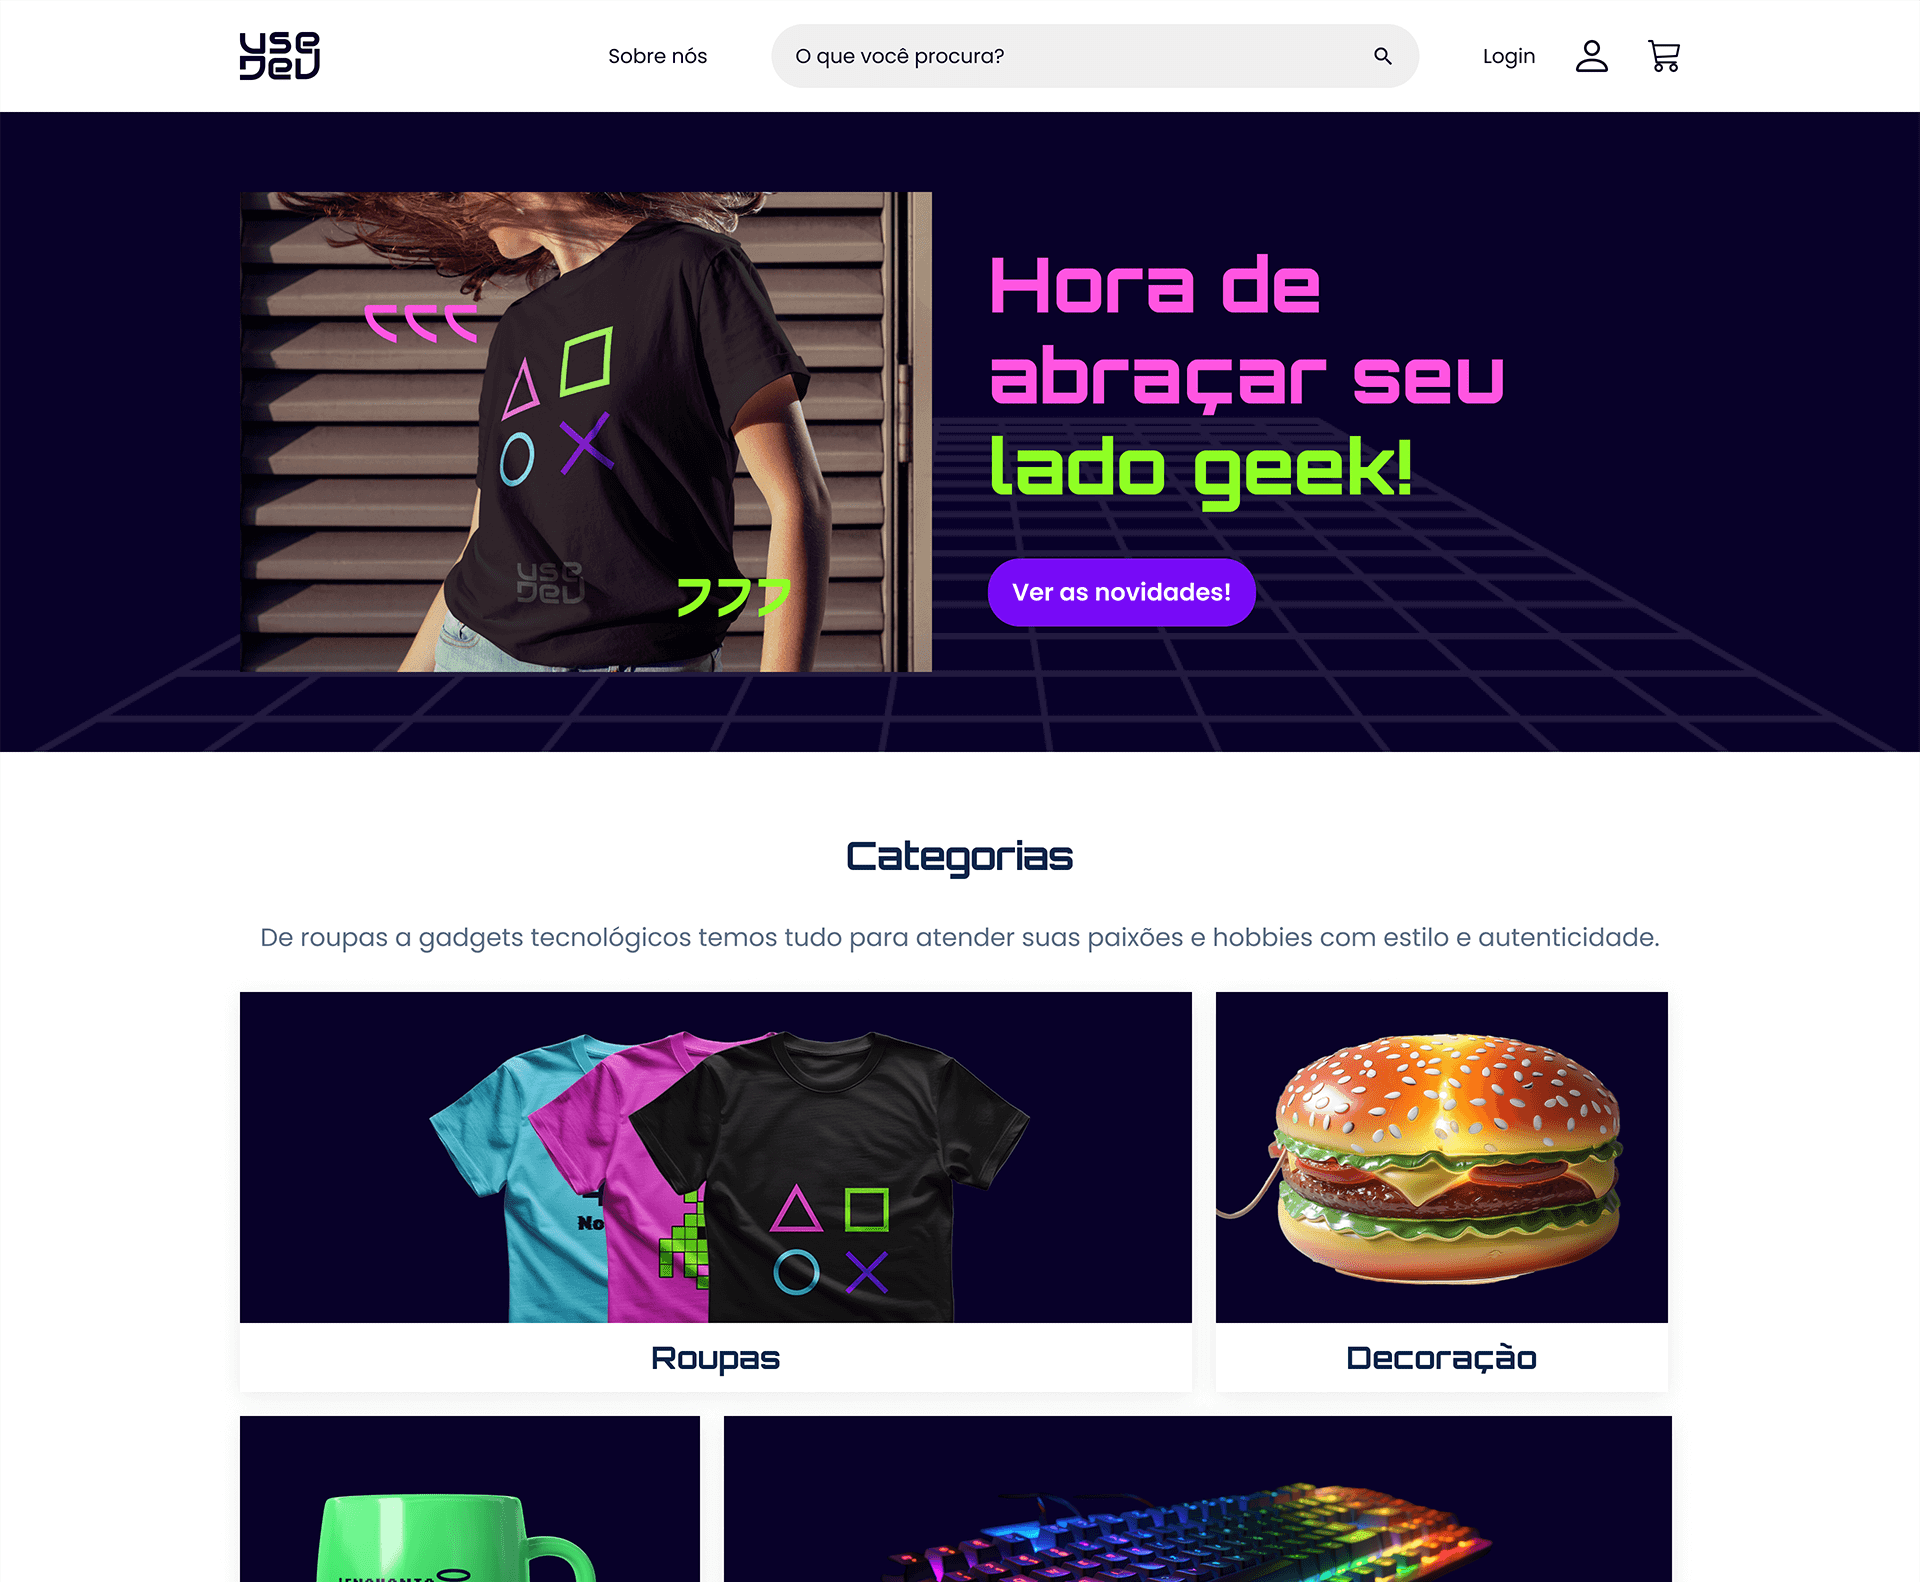 use
Dev
Sobre nós
O que você procura?
Login
Hora de
abraçar seu
lado geek!
use
Dev
Ver as novidades!
Categorias
De roupas a gadgets tecnológicos temos tudo para atender suas paixões e hobbies com estilo e autenticidade.
No
Roupas
Decoração